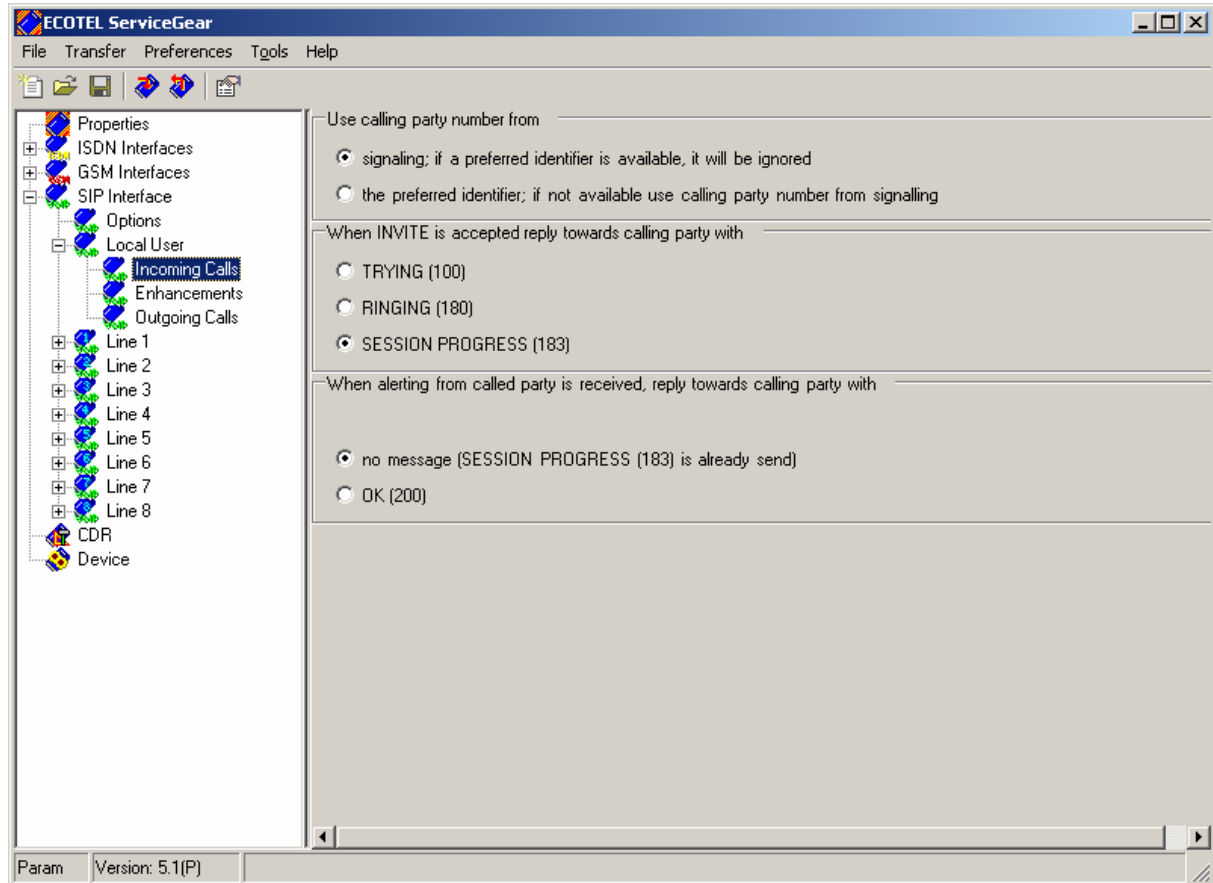 ECOTEL ServiceGear
File Transfer Preferences Tools Help
Properties
ISDN Interfaces
GSM Interfaces
SIP Interface
Options
Local User
Incoming Calls
Enhancements
Outgoing Calls
Line 1
Line 2
Line 3
Line 4
Line 5
Line 6
Line 7
Line 8
CDR
Device
Use calling party number from
signaling; if a preferred identifier is available, it will be ignored
the preferred identifier; if not available use calling party number from signalling
When INVITE is accepted reply towards calling party with
TRYING (100)
RINGING (180)
SESSION PROGRESS (183)
When alerting from called party is received, reply towards calling party with
no message (SESSION PROGRESS (183) is already send)
OK (200)
Param Version: 5.1(P)